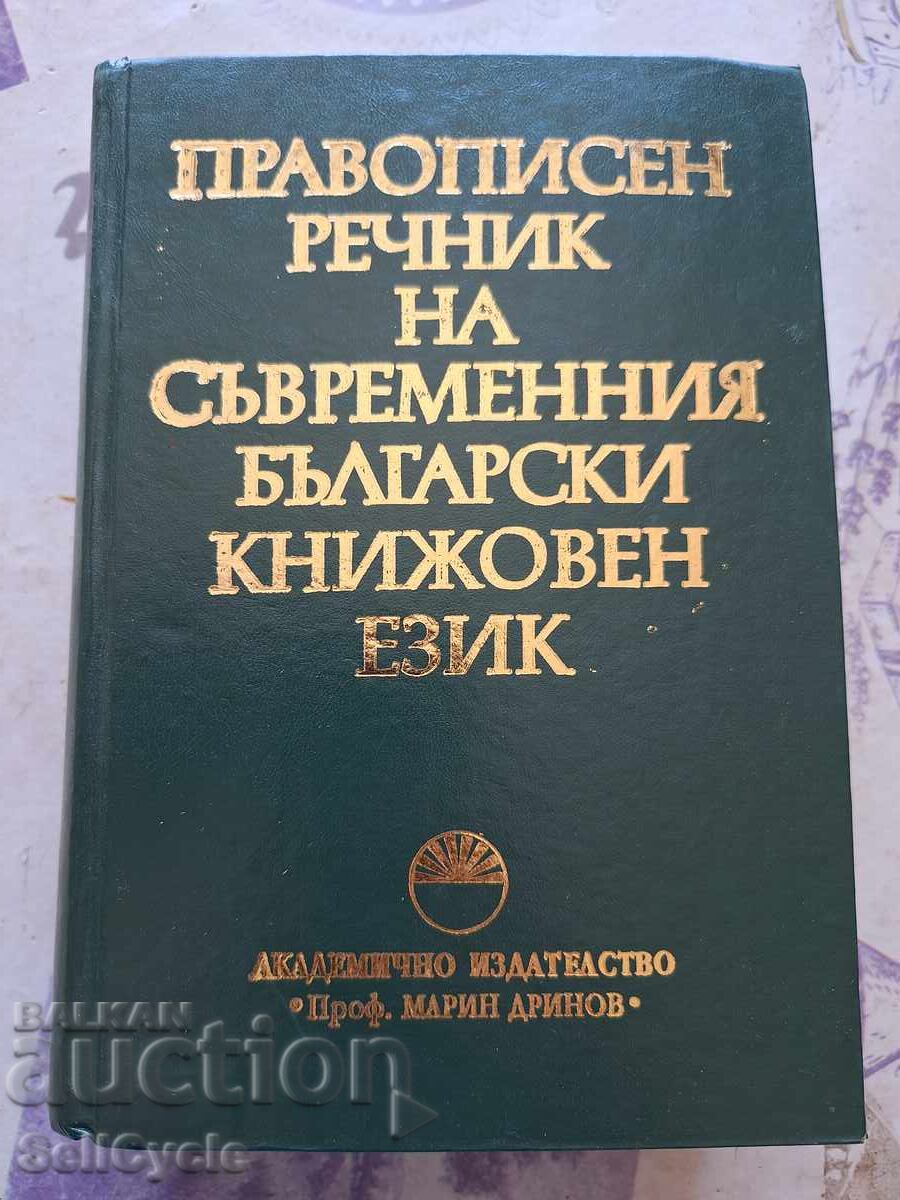 ПРАВОПИСЕН
РЕЧНИК
НА
СЪВРЕМЕННИЯ
БЪЛГАРСКИ
КНИЖОВЕН
ЕЗИК
АКАДЕМИЧНО ИЗДАТЕЛСТВО
• Проф. МАРИН ДРИНОВ •
BALKAN
auction
SellCycle